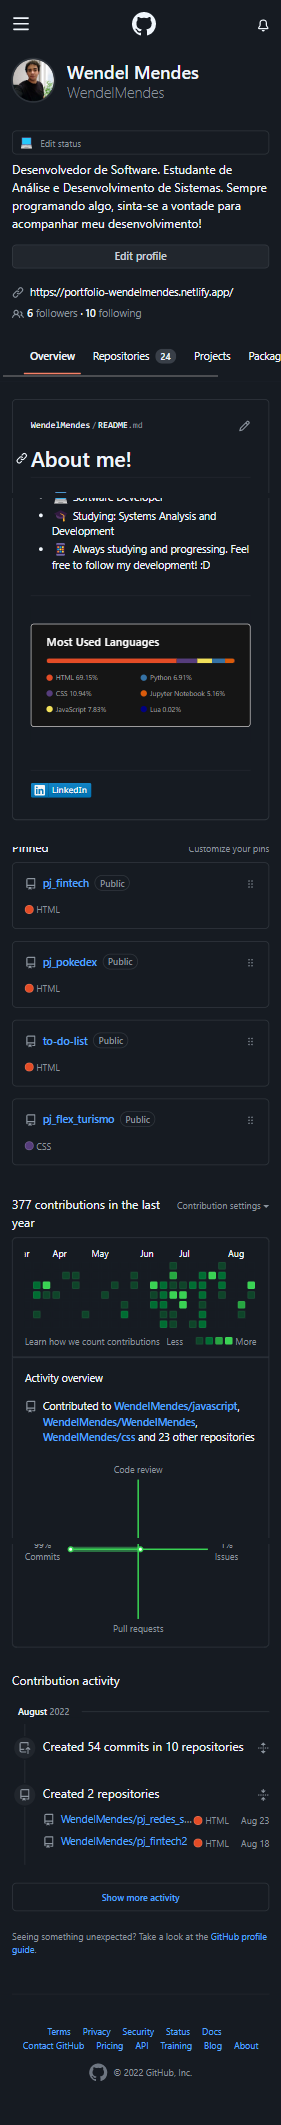 Wendel Mendes
WendelMendes
Edit status
Desenvolvedor de Software. Estudante de
Análise e Desenvolvimento de Sistemas. Sempre
programando algo, sinta-se a vontade para
acompanhar meu desenvolvimento!
Edit profile
https://portfolio-wendelmendes.netlify.app/
6 followers · 10 following
Overview Repositories 24 Projects Packag
WendelMendes/README.md
About me!
Software Developer
Studying: Systems Analysis and
Development
Always studying and progressing. Feel
free to follow my development! :D
Most Used Languages
HTML 69.15% Python 6.91%
CSS 10.94% Jupyter Notebook 5.16%
JavaScript 7.83% Lua 0.02%
in LinkedIn
Pinned Customize your pins
pj_fintech Public
HTML
pj_pokedex Public
HTML
to-do-list Public
HTML
pj_flex_turismo Public
CSS
377 contributions in the last
year
Contribution settings
ar Apr May Jun Jul Aug
Learn how we count contributions Less More
Activity overview
Contributed to WendelMendes/javascript,
WendelMendes/WendelMendes,
WendelMendes/css and 23 other repositories
Code review
99% 1%
Commits Issues
Pull requests
Contribution activity
August 2022
Created 54 commits in 10 repositories
Created 2 repositories
WendelMendes/pj_redes_s... HTML Aug 23
WendelMendes/pj_fintech2 HTML Aug 18
Show more activity
Seeing something unexpected? Take a look at the GitHub profile
guide.
Terms Privacy Security Status Docs
Contact GitHub Pricing API Training Blog About
© 2022 GitHub, Inc.